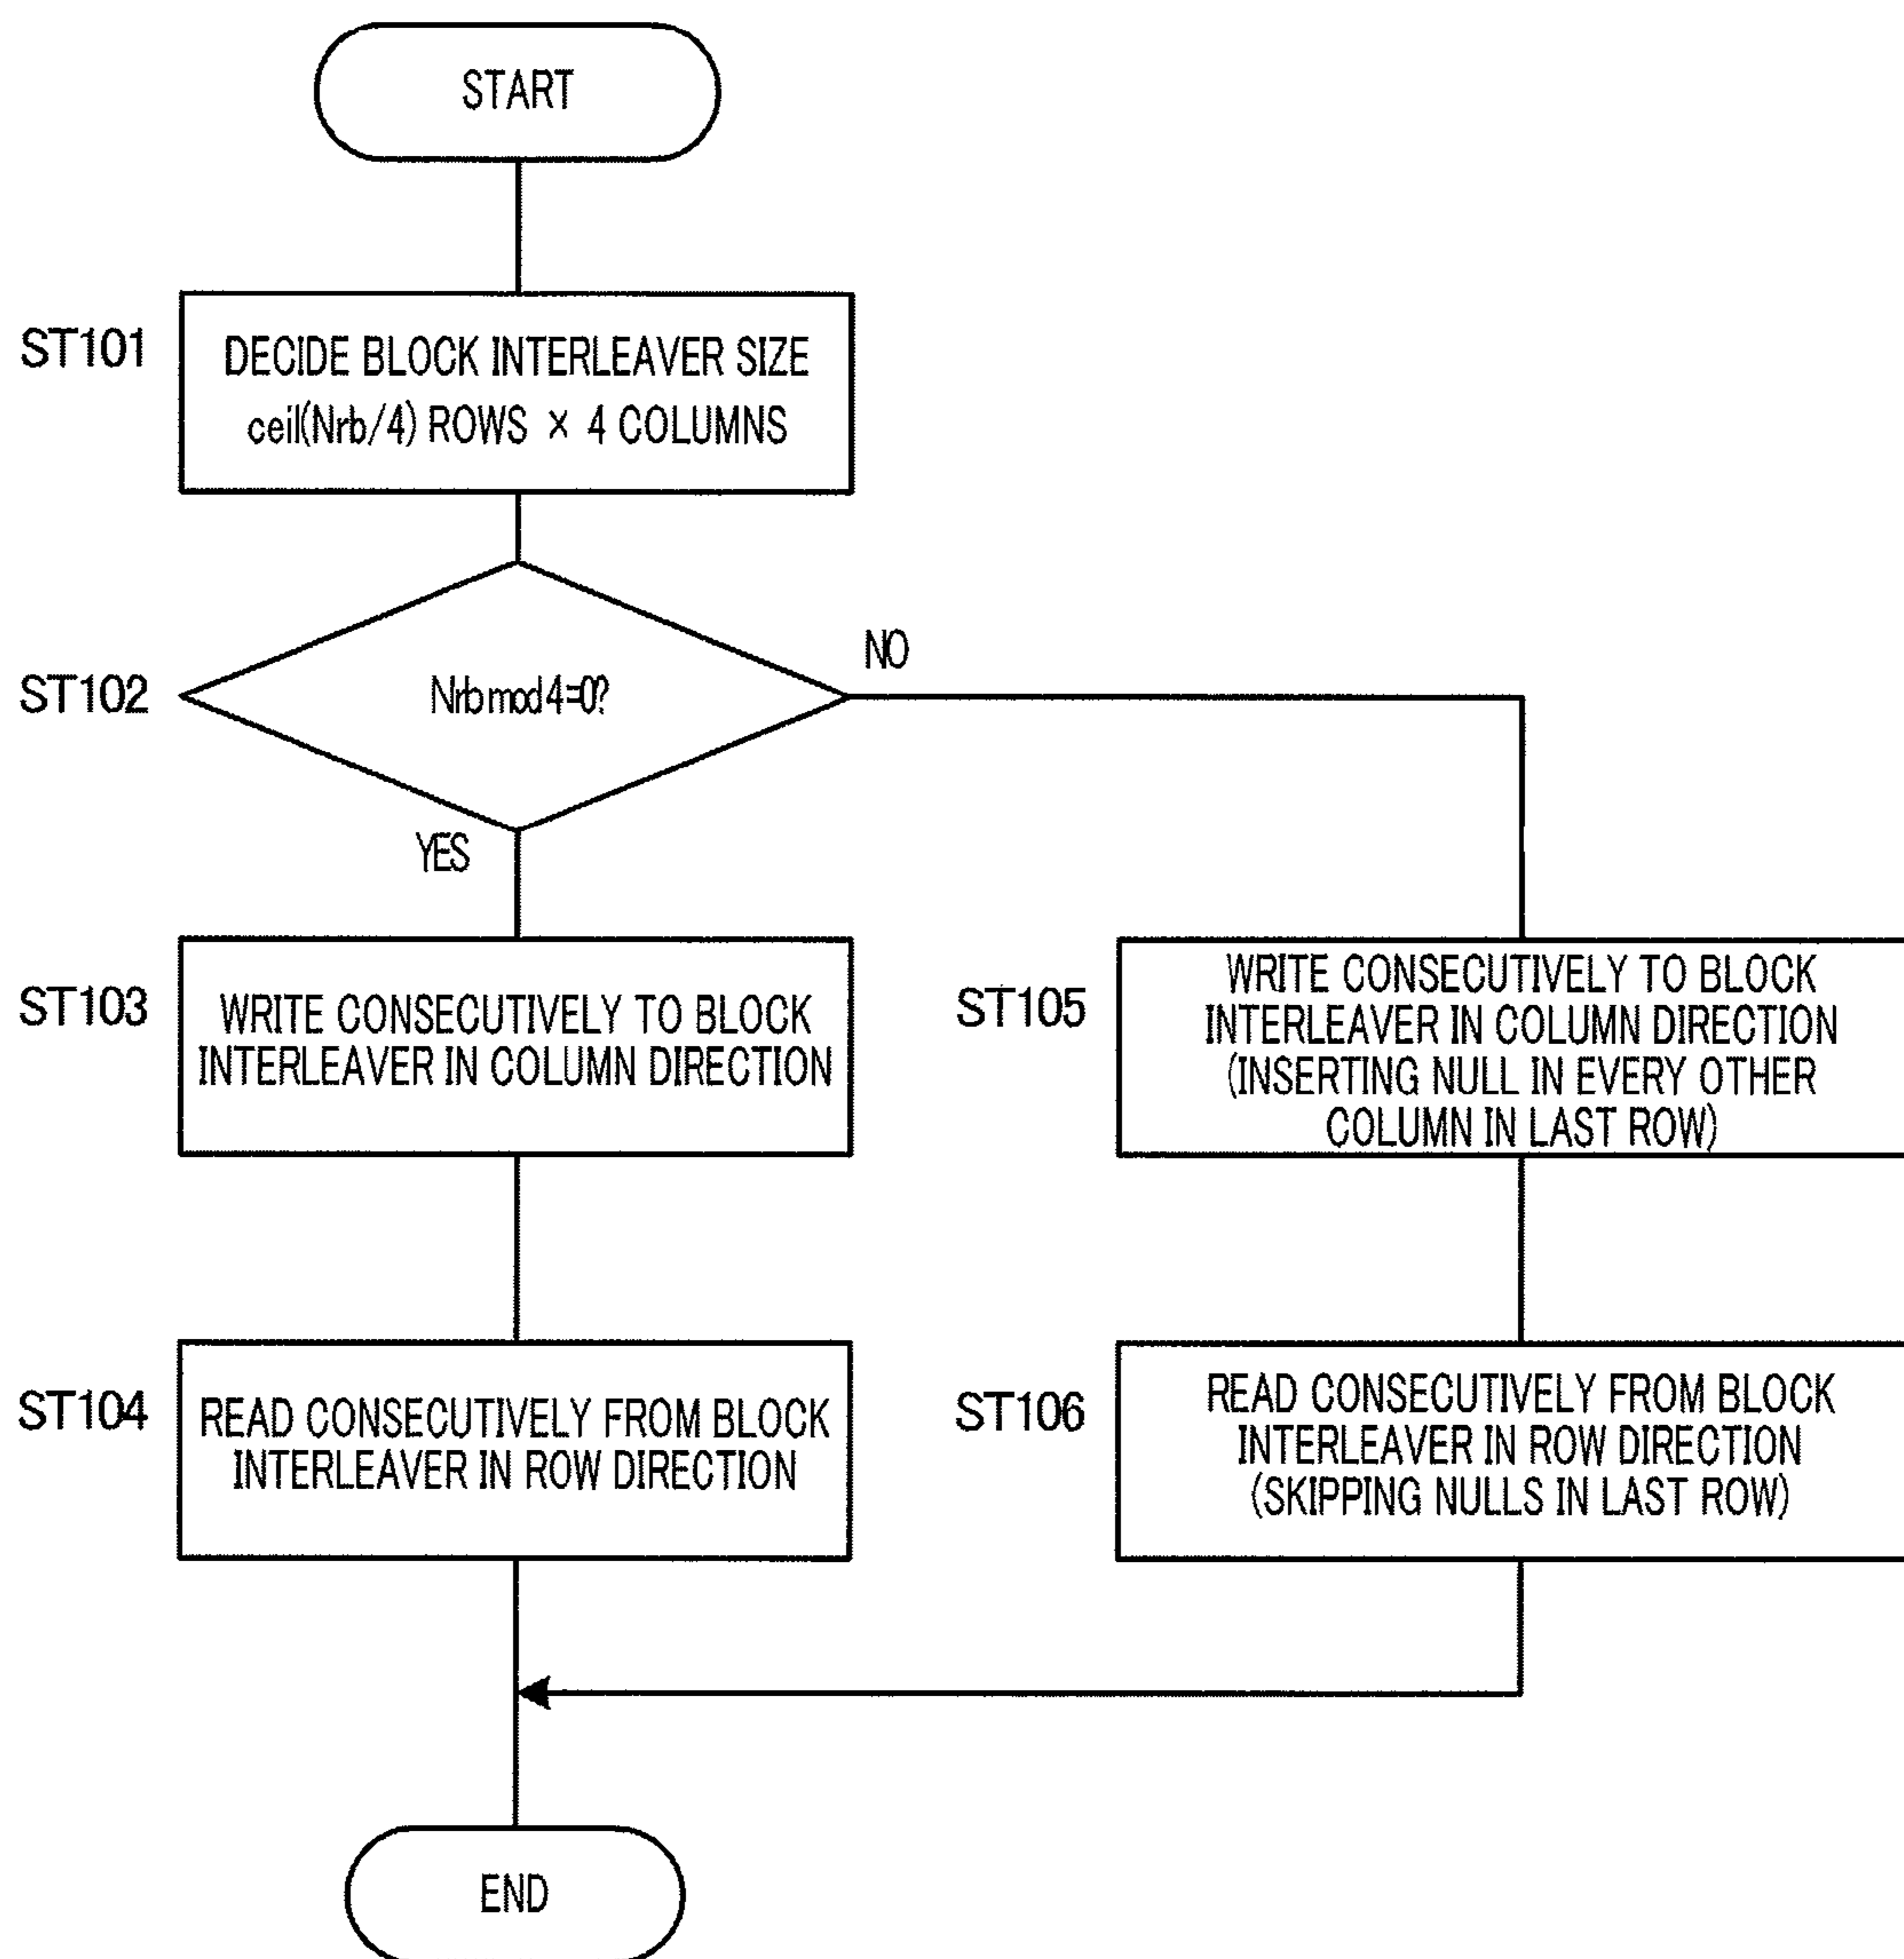 START
ST101
DECIDE BLOCK INTERLEAVER SIZE
ceil(Nrb/4) ROWS × 4 COLUMNS
ST102
Nrb mod 4=0?
NO
YES
ST103
WRITE CONSECUTIVELY TO BLOCK
INTERLEAVER IN COLUMN DIRECTION
ST105
WRITE CONSECUTIVELY TO BLOCK
INTERLEAVER IN COLUMN DIRECTION
(INSERTING NULL IN EVERY OTHER
COLUMN IN LAST ROW)
ST104
READ CONSECUTIVELY FROM BLOCK
INTERLEAVER IN ROW DIRECTION
ST106
READ CONSECUTIVELY FROM BLOCK
INTERLEAVER IN ROW DIRECTION
(SKIPPING NULLS IN LAST ROW)
END